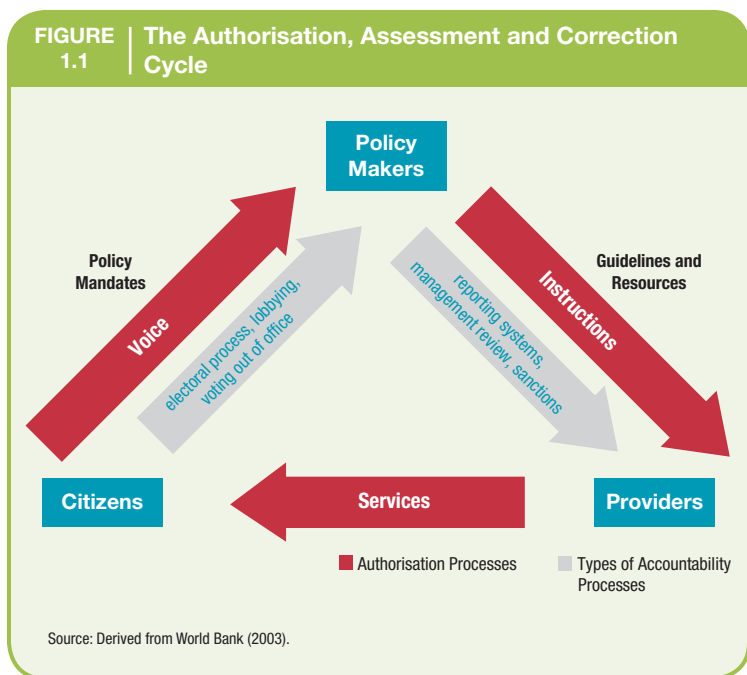 FIGURE
1.1
The Authorisation, Assessment and Correction
Cycle
Policy
Makers
Policy
Mandates
Voice
electoral process, lobbying,
voting out of office
reporting systems,
management review, sanctions
Instructions
Guidelines and
Resources
Citizens
Services
Providers
Authorisation Processes
Types of Accountability
Processes
Source: Derived from World Bank (2003).